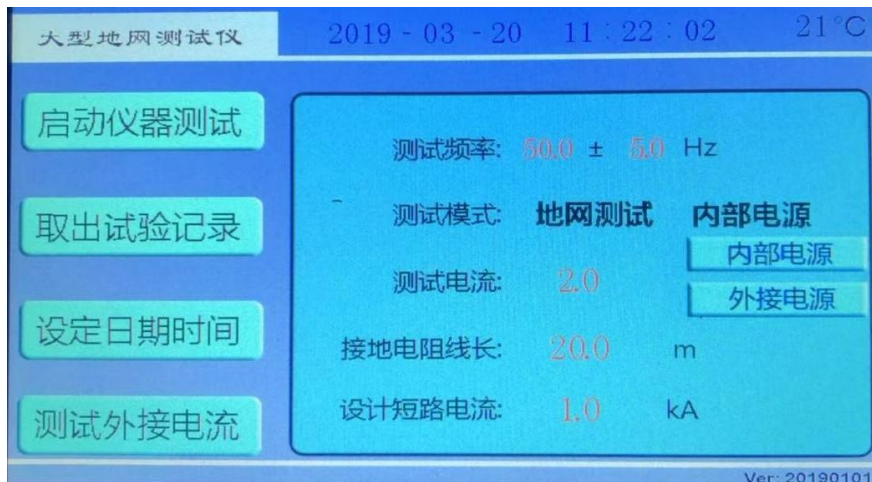 大型地网测试仪 2019 - 03 - 20 11 : 22 : 02 21°C
启动仪器测试
测试频率: 50.0 ± 5.0 Hz
取出试验记录
测试模式: 地网测试 内部电源
内部电源
测试电流: 2.0
外接电源
设定日期时间
接地电阻线长: 20.0 m
设计短路电流: 1.0 kA
测试外接电流
Ver: 20190101